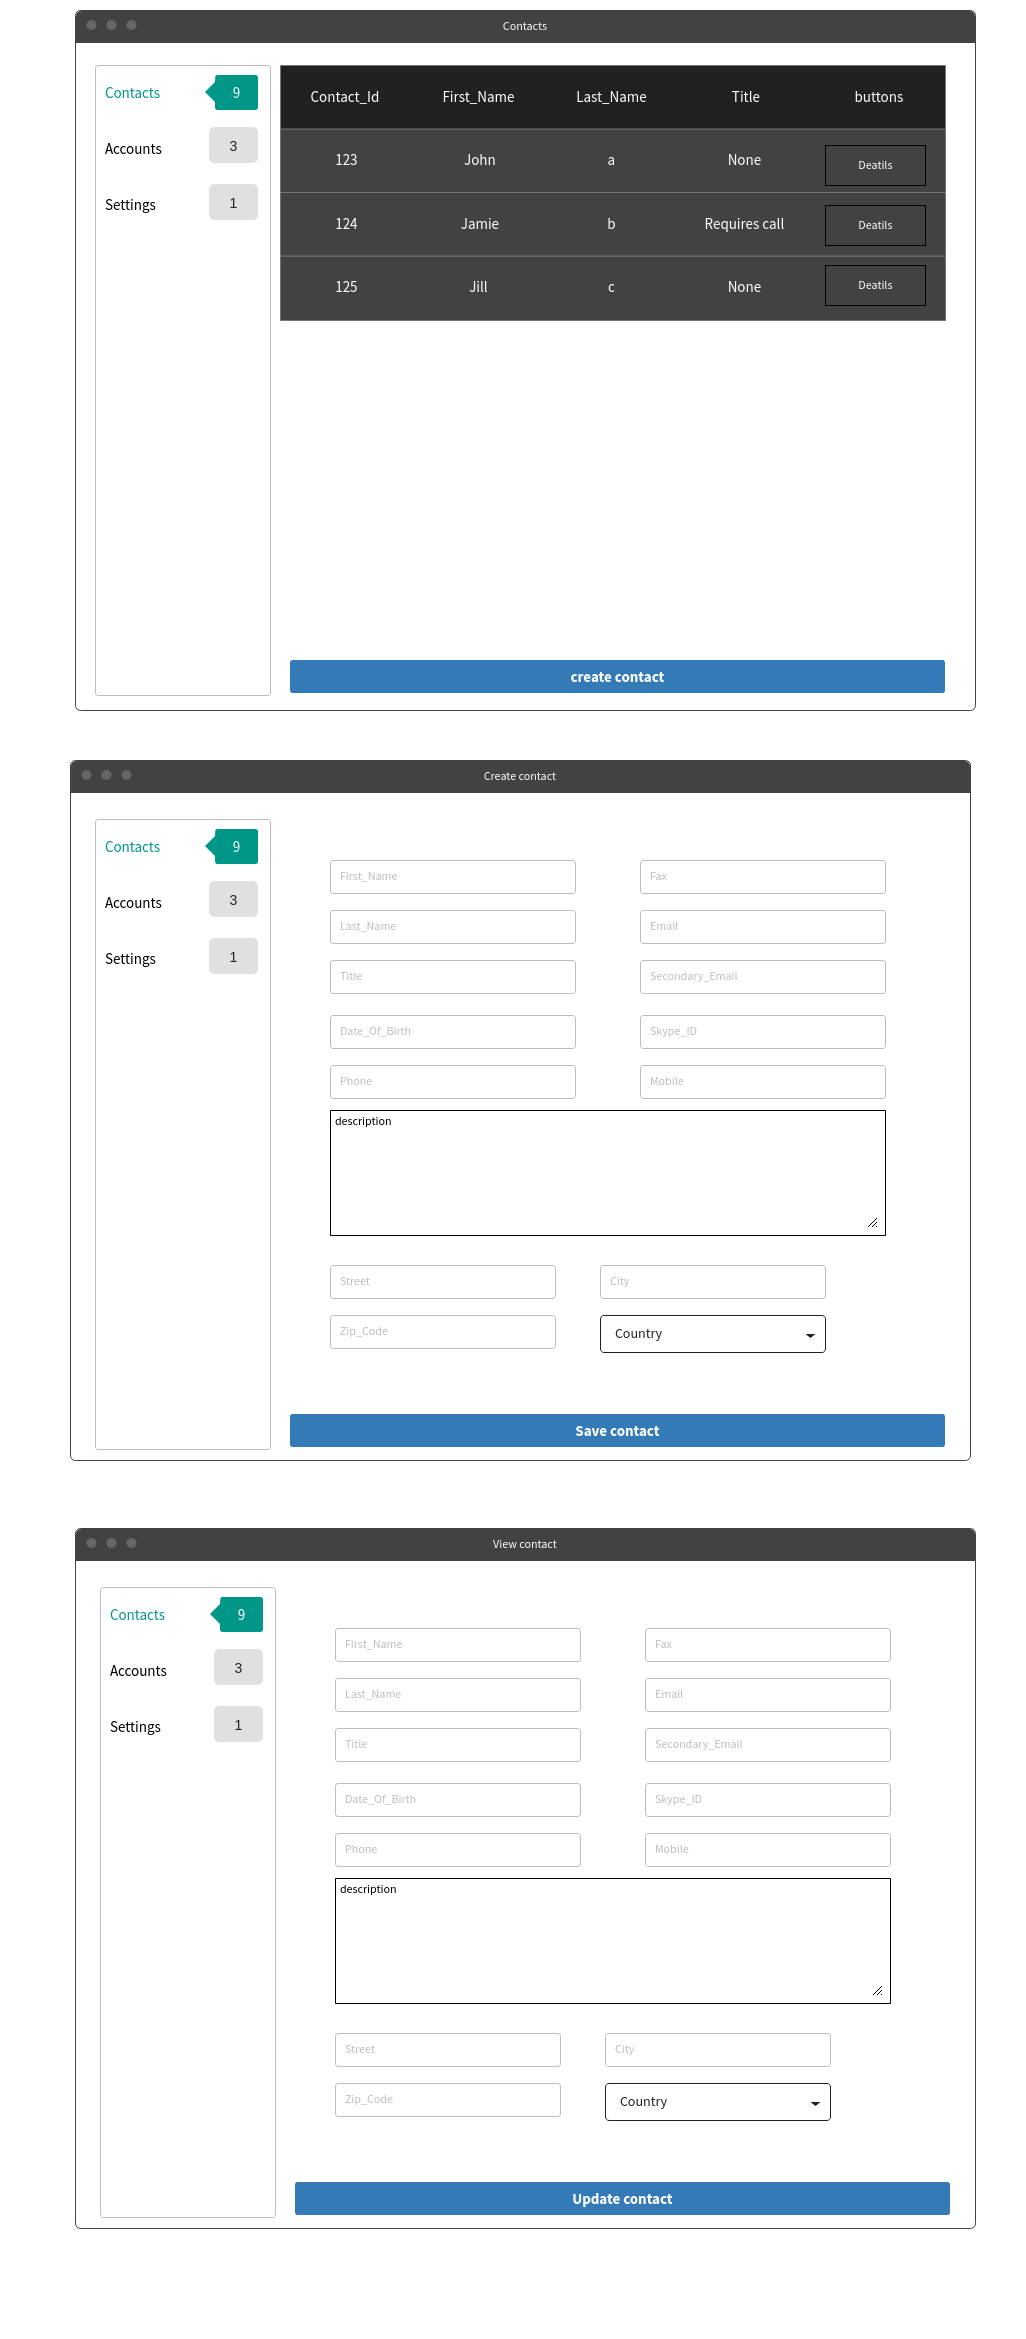 Contacts
Contacts 9
Accounts 3
Settings 1
Contact_Id First_Name Last_Name Title buttons
123 John a None Deatils
124 Jamie b Requires call Deatils
125 Jill c None Deatils
create contact
Create contact
Contacts 9
Accounts 3
Settings 1
First_Name Fax
Last_Name Email
Title Secondary_Email
Date_Of_Birth Skype_ID
Phone Mobile
description
Street City
Zip_Code Country
Save contact
View contact
Contacts 9
Accounts 3
Settings 1
First_Name Fax
Last_Name Email
Title Secondary_Email
Date_Of_Birth Skype_ID
Phone Mobile
description
Street City
Zip_Code Country
Update contact